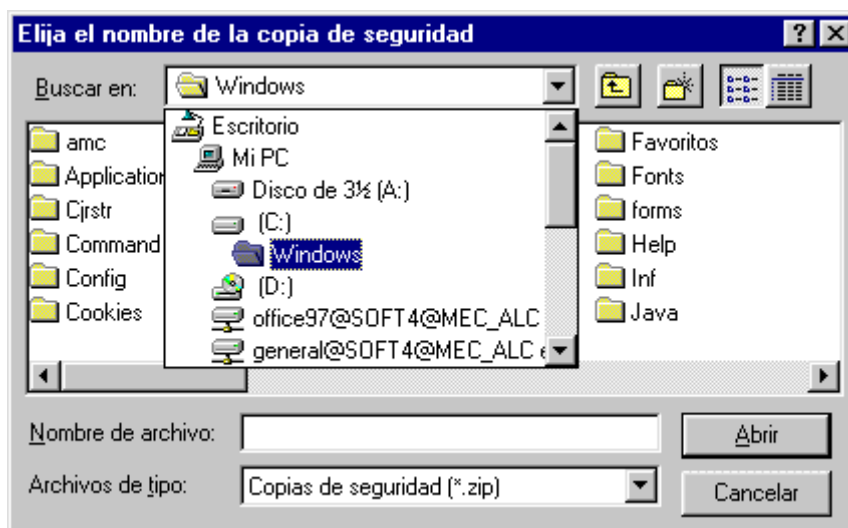 Elija el nombre de la copia de seguridad
Buscar en: Windows
Escritorio
Mi PC
Disco de 3½ (A:)
(C:)
Windows
(D:)
office97@SOFT4@MEC_ALC
general@SOFT4@MEC_ALC
amc
Application
Cjrstr
Command
Config
Cookies
Favoritos
Fonts
forms
Help
Inf
Java
Nombre de archivo:
Abrir
Archivos de tipo: Copias de seguridad (*.zip)
Cancelar